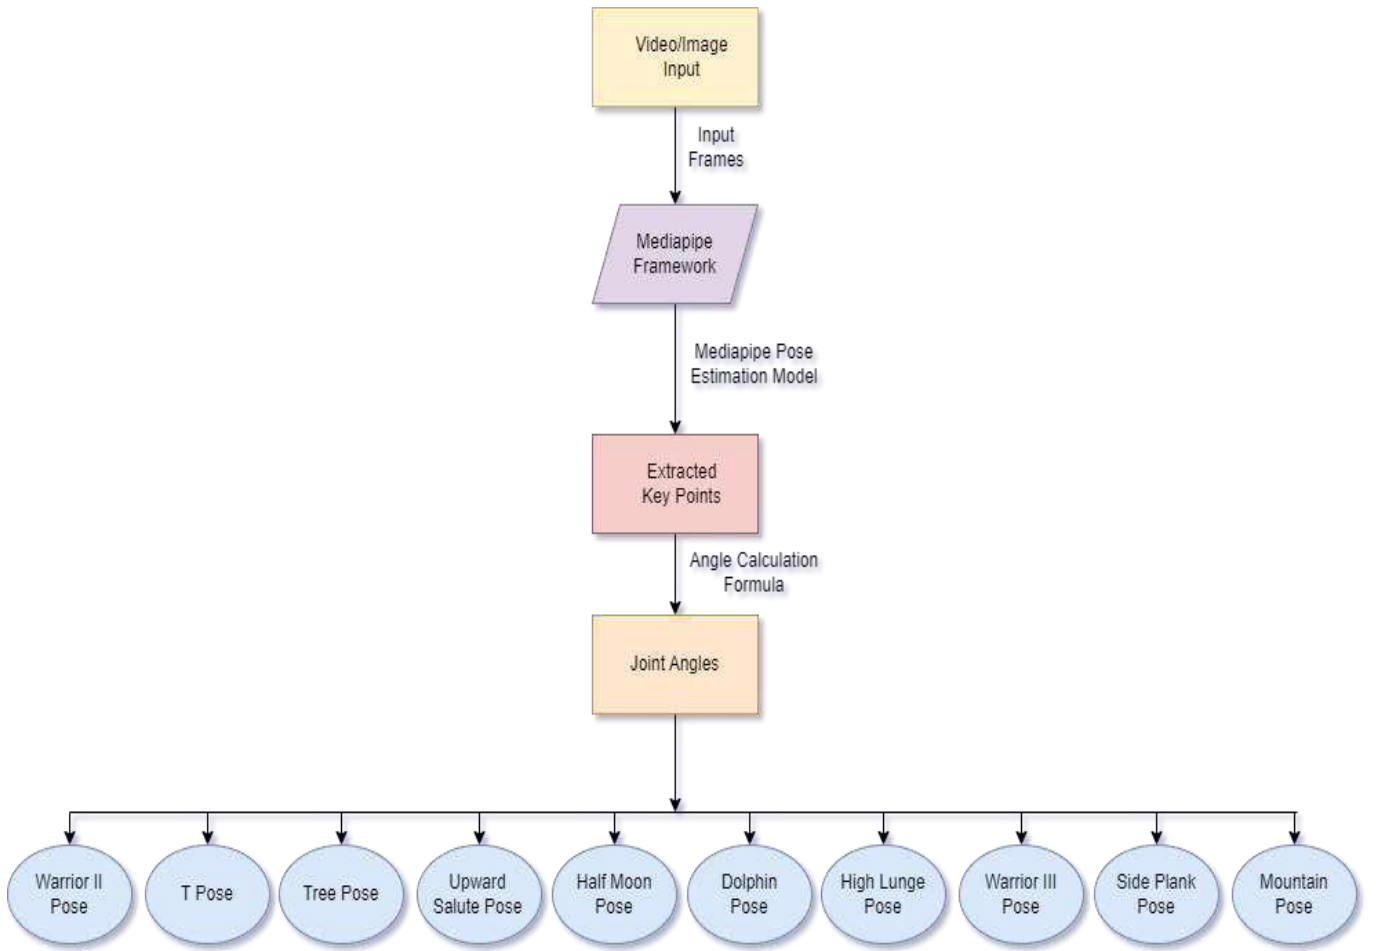 Video/Image
Input
Input
Frames
Mediapipe
Framework
Mediapipe Pose
Estimation Model
Extracted
Key Points
Angle Calculation
Formula
Joint Angles
Warrior II
Pose
T Pose
Tree Pose
Upward
Salute Pose
Half Moon
Pose
Dolphin
Pose
High Lunge
Pose
Warrior III
Pose
Side Plank
Pose
Mountain
Pose